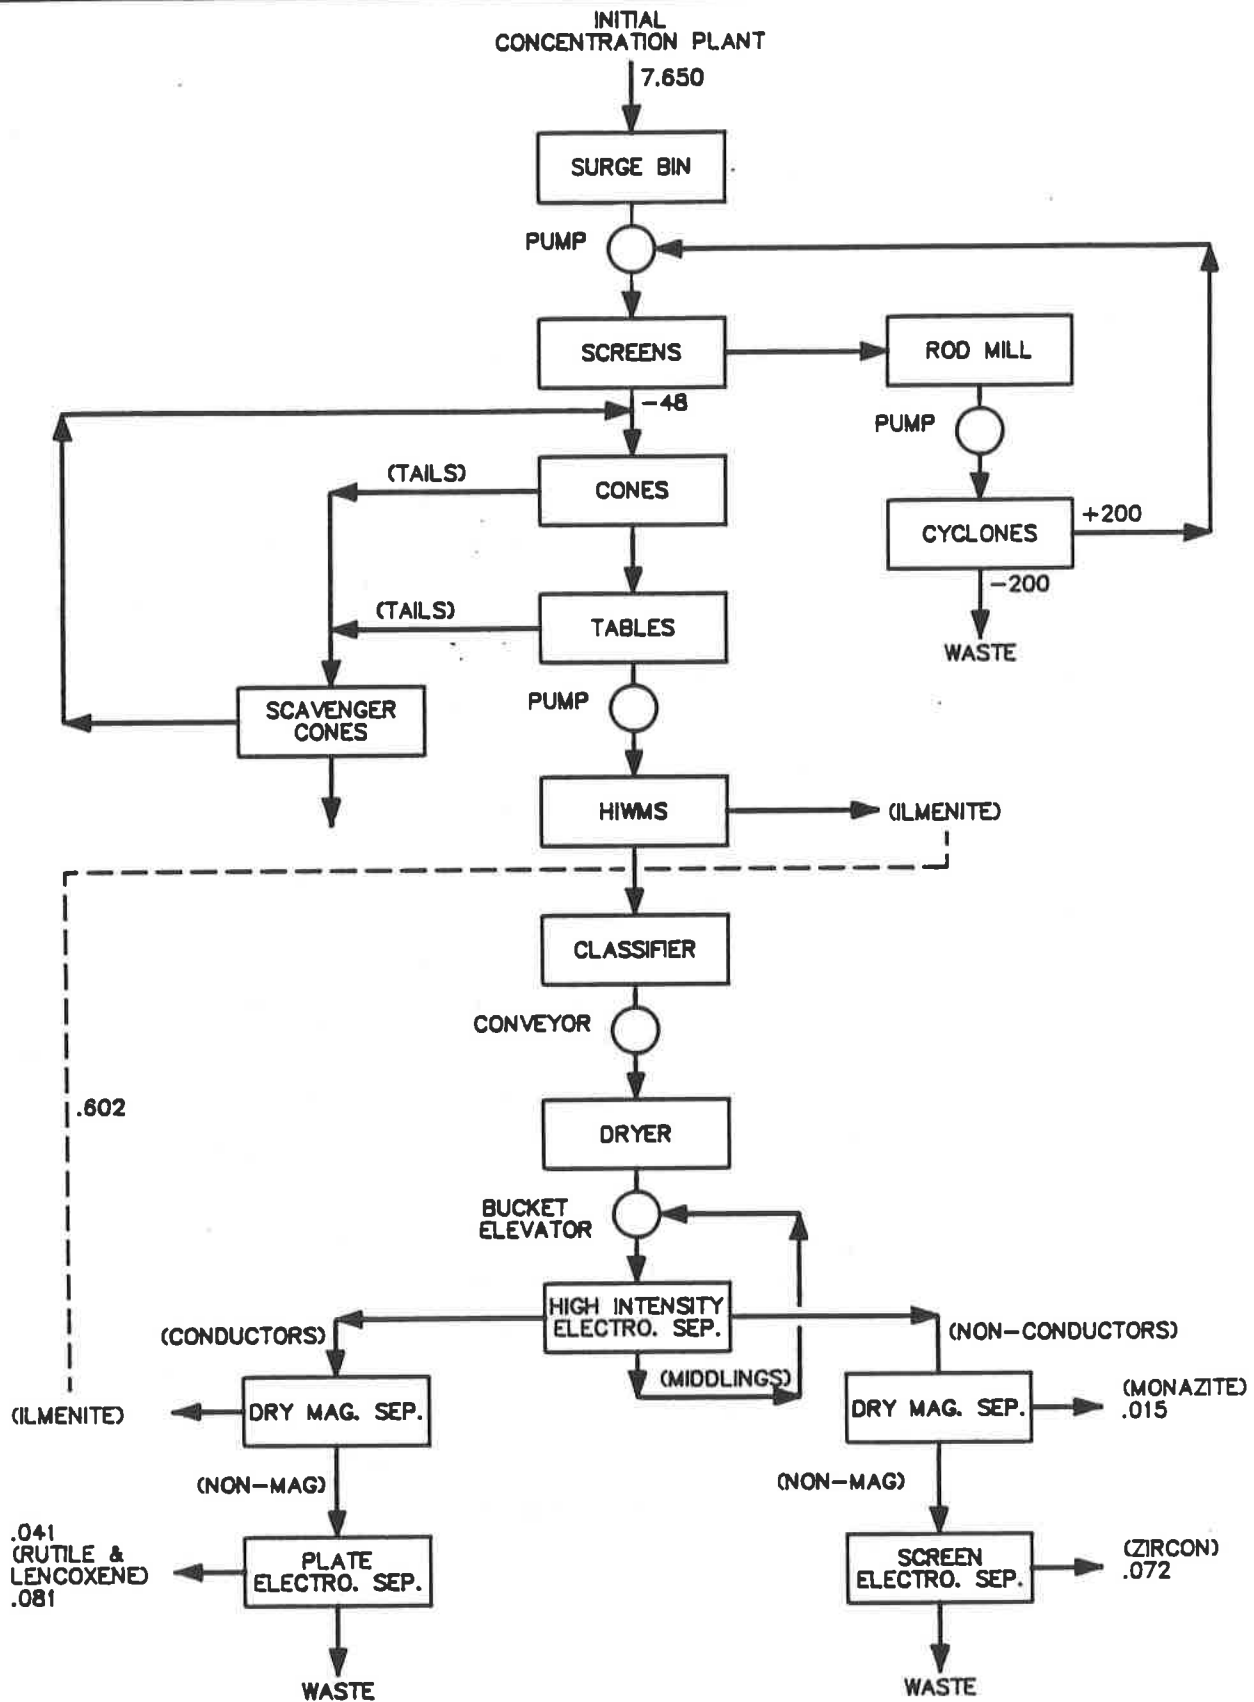 INITIAL
CONCENTRATION PLANT
7.650
SURGE BIN
PUMP
SCREENS
ROD MILL
-48
PUMP
(TAILS)
CONES
CYCLONES
+200
-200
WASTE
(TAILS)
TABLES
PUMP
SCAVENGER
CONES
HIWMS
(ILMENITE)
CLASSIFIER
CONVEYOR
.602
DRYER
BUCKET
ELEVATOR
HIGH INTENSITY
ELECTRO. SEP.
(CONDUCTORS)
(NON-CONDUCTORS)
(MIDDLINGS)
(ILMENITE)
DRY MAG. SEP.
DRY MAG. SEP.
(MONAZITE)
.015
(NON-MAG)
(NON-MAG)
.041
(RUTILE &
LENCOXENE)
.081
PLATE
ELECTRO. SEP.
SCREEN
ELECTRO. SEP.
(ZIRCON)
.072
WASTE
WASTE